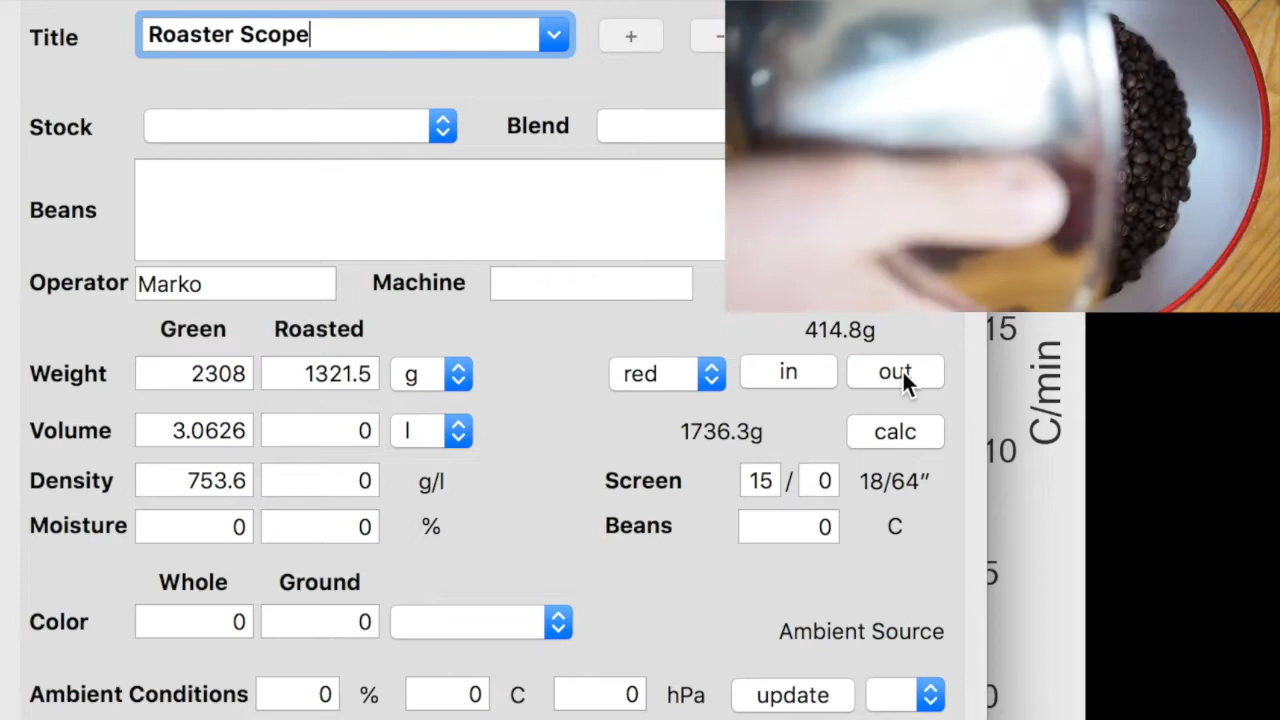 Title Roaster Scope + -
Stock Blend
Beans
Operator Marko Machine
Green Roasted 414.8g
Weight 2308 1321.5 g red in out
Volume 3.0626 0 l 1736.3g calc
Density 753.6 0 g/l Screen 15 / 0 18/64”
Moisture 0 0 % Beans 0 C
Whole Ground
Color 0 0
Ambient Source
Ambient Conditions 0 % 0 C 0 hPa update
15
C/min
10
5
0